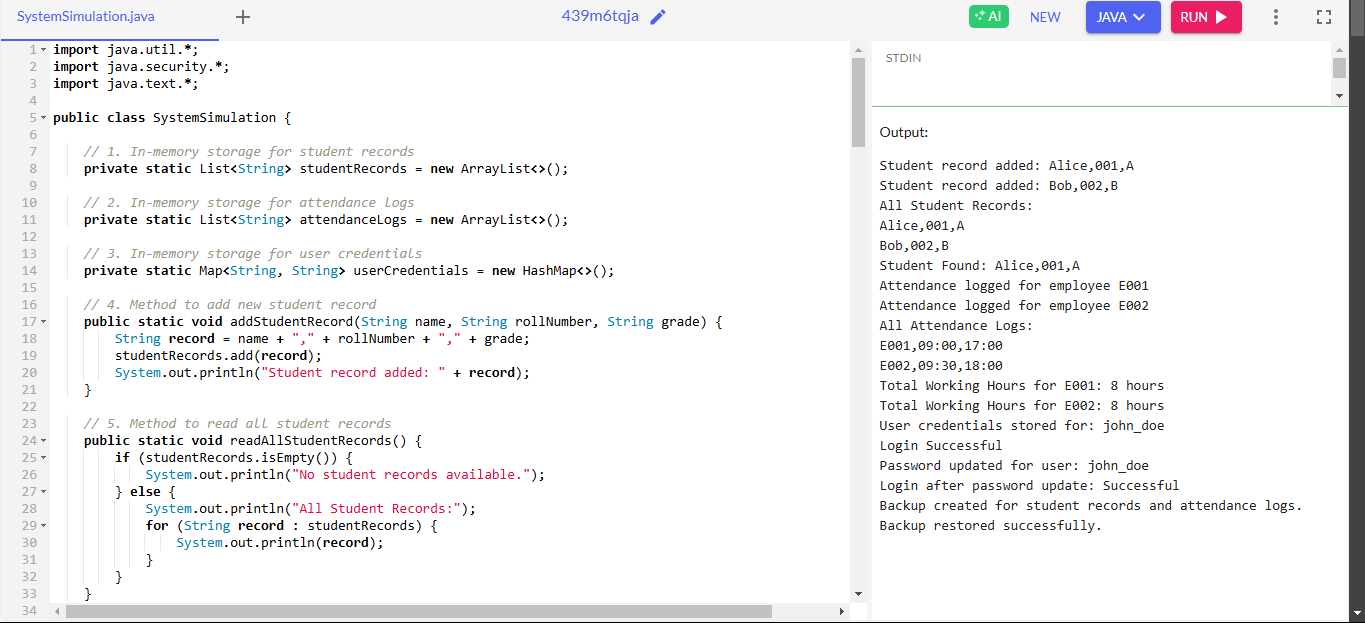 SystemSimulation.java + 439m6tqja AI NEW JAVA RUN
1 import java.util.*;
2 import java.security.*;
3 import java.text.*;
4
5 public class SystemSimulation {
6
7 // 1. In-memory storage for student records
8 private static List<String> studentRecords = new ArrayList<>();
9
10 // 2. In-memory storage for attendance logs
11 private static List<String> attendanceLogs = new ArrayList<>();
12
13 // 3. In-memory storage for user credentials
14 private static Map<String, String> userCredentials = new HashMap<>();
15
16 // 4. Method to add new student record
17 public static void addStudentRecord(String name, String rollNumber, String grade) {
18 String record = name + "," + rollNumber + "," + grade;
19 studentRecords.add(record);
20 System.out.println("Student record added: " + record);
21 }
22
23 // 5. Method to read all student records
24 public static void readAllStudentRecords() {
25 if (studentRecords.isEmpty()) {
26 System.out.println("No student records available.");
27 } else {
28 System.out.println("All Student Records:");
29 for (String record : studentRecords) {
30 System.out.println(record);
31 }
32 }
33 }
34
STDIN
Output:
Student record added: Alice,001,A
Student record added: Bob,002,B
All Student Records:
Alice,001,A
Bob,002,B
Student Found: Alice,001,A
Attendance logged for employee E001
Attendance logged for employee E002
All Attendance Logs:
E001,09:00,17:00
E002,09:30,18:00
Total Working Hours for E001: 8 hours
Total Working Hours for E002: 8 hours
User credentials stored for: john_doe
Login Successful
Password updated for user: john_doe
Login after password update: Successful
Backup created for student records and attendance logs.
Backup restored successfully.